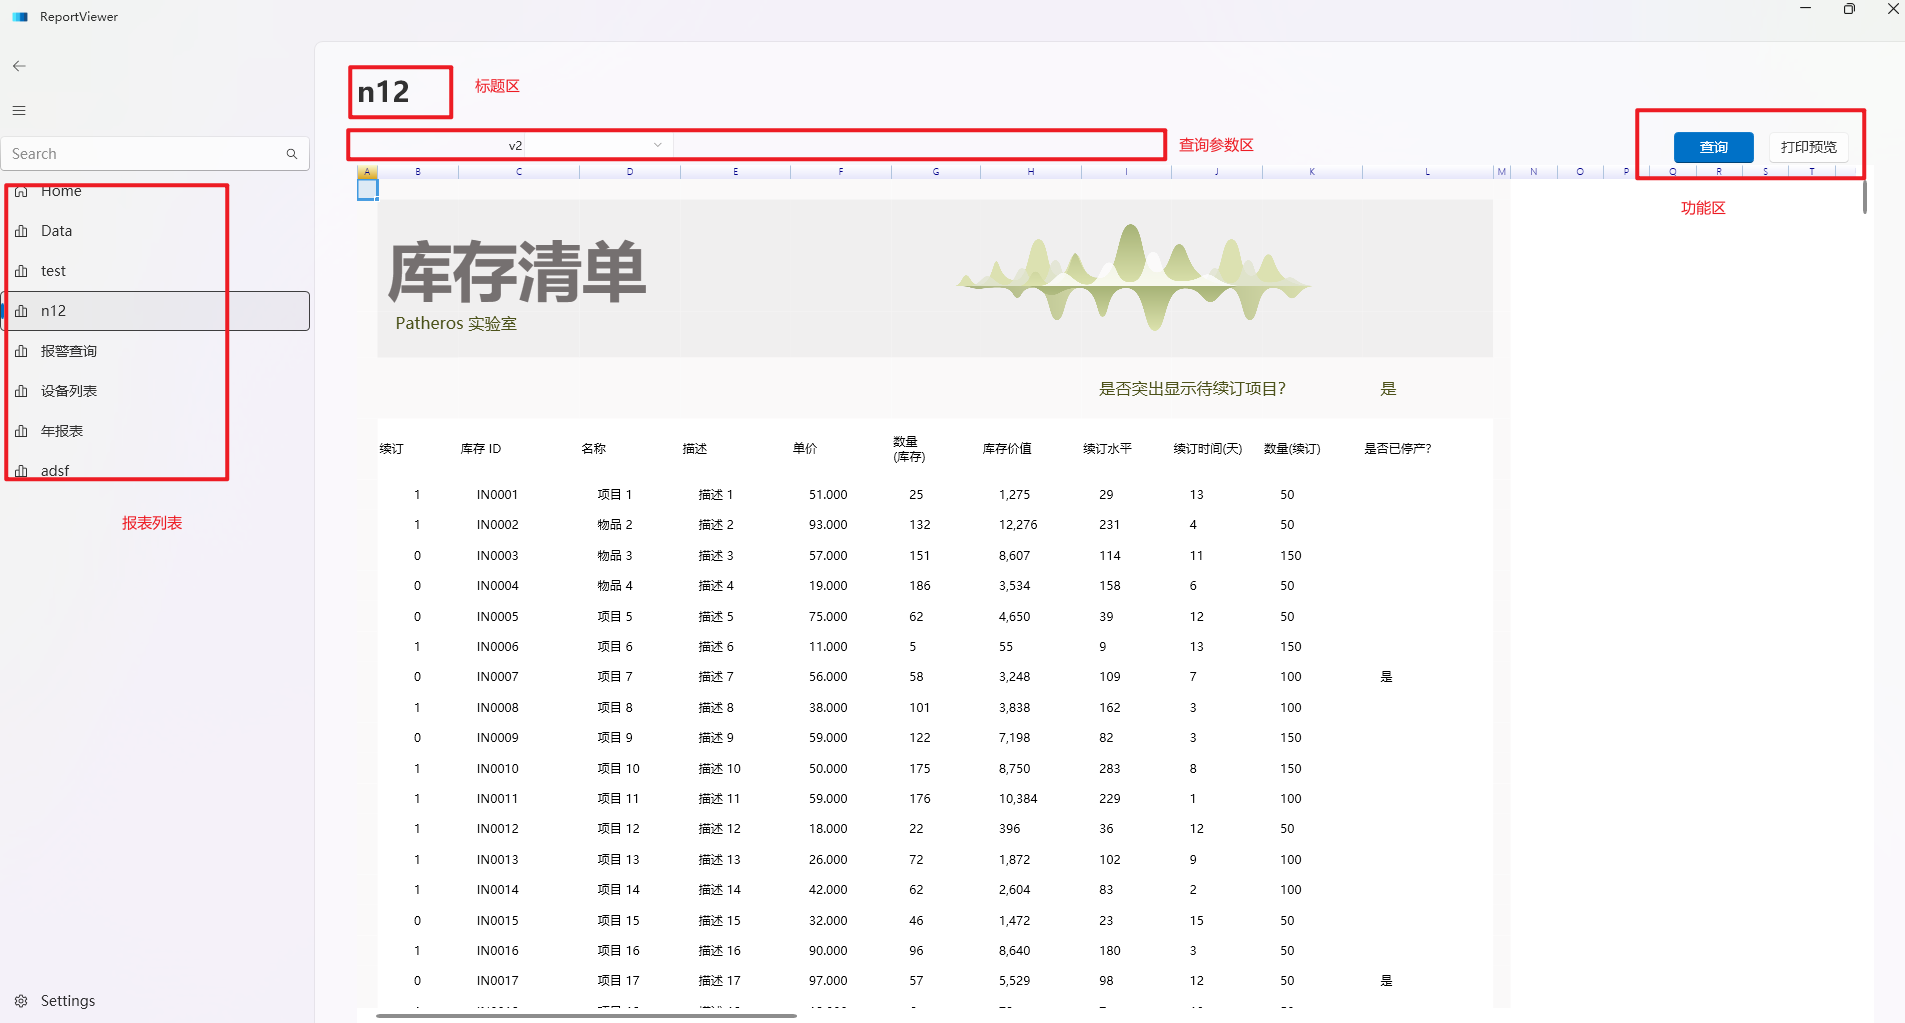 ReportViewer
Search
Home
Data
test
n12
报警查询
设备列表
年报表
adsf
报表列表
Settings
n12 标题区
v2 查询参数区
查询 打印预览
功能区
A B C D E F G H I J K L M N O P Q R S T
库存清单
Patheros 实验室
是否突出显示待续订项目? 是
续订 库存 ID 名称 描述 单价 数量 (库存) 库存价值 续订水平 续订时间(天) 数量(续订) 是否已停产?
1 IN0001 项目 1 描述 1 51.000 25 1,275 29 13 50
1 IN0002 物品 2 描述 2 93.000 132 12,276 231 4 50
0 IN0003 物品 3 描述 3 57.000 151 8,607 114 11 150
0 IN0004 物品 4 描述 4 19.000 186 3,534 158 6 50
0 IN0005 项目 5 描述 5 75.000 62 4,650 39 12 50
1 IN0006 项目 6 描述 6 11.000 5 55 9 13 150
0 IN0007 项目 7 描述 7 56.000 58 3,248 109 7 100 是
1 IN0008 项目 8 描述 8 38.000 101 3,838 162 3 100
0 IN0009 项目 9 描述 9 59.000 122 7,198 82 3 150
1 IN0010 项目 10 描述 10 50.000 175 8,750 283 8 150
1 IN0011 项目 11 描述 11 59.000 176 10,384 229 1 100
1 IN0012 项目 12 描述 12 18.000 22 396 36 12 50
1 IN0013 项目 13 描述 13 26.000 72 1,872 102 9 100
1 IN0014 项目 14 描述 14 42.000 62 2,604 83 2 100
0 IN0015 项目 15 描述 15 32.000 46 1,472 23 15 50
1 IN0016 项目 16 描述 16 90.000 96 8,640 180 3 50
0 IN0017 项目 17 描述 17 97.000 57 5,529 98 12 50 是